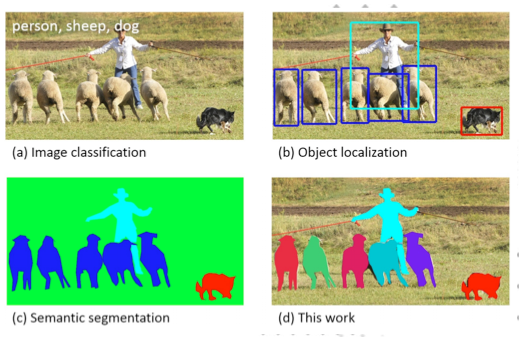 person, sheep, dog
(a) Image classification
(b) Object localization
(c) Semantic segmentation
(d) This work